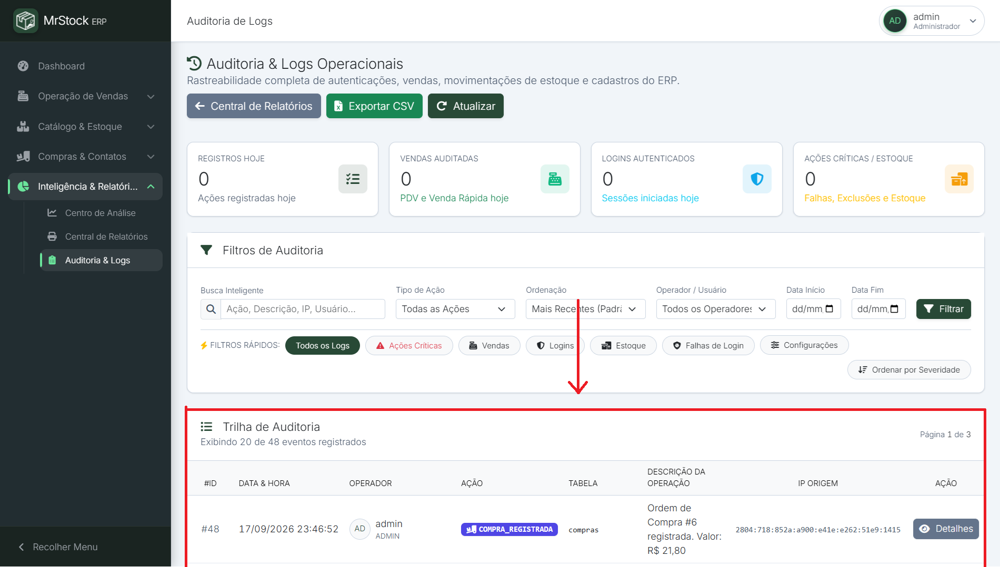 MrStock ERP
Auditoria de Logs
AD
admin
Administrador
Dashboard
Operação de Vendas
Catálogo & Estoque
Compras & Contatos
Inteligência & Relatóri...
Centro de Análise
Central de Relatórios
Auditoria & Logs
Recolher Menu
Auditoria & Logs Operacionais
Rastreabilidade completa de autenticações, vendas, movimentações de estoque e cadastros do ERP.
Central de Relatórios
Exportar CSV
Atualizar
REGISTROS HOJE
0
Ações registradas hoje
VENDAS AUDITADAS
0
PDV e Venda Rápida hoje
LOGINS AUTENTICADOS
0
Sessões iniciadas hoje
AÇÕES CRÍTICAS / ESTOQUE
0
Falhas, Exclusões e Estoque
Filtros de Auditoria
Busca Inteligente
Ação, Descrição, IP, Usuário...
Tipo de Ação
Todas as Ações
Ordenação
Mais Recentes (Padrã
Operador / Usuário
Todos os Operadores
Data Início
dd/mm,
Data Fim
dd/mm,
Filtrar
FILTROS RÁPIDOS:
Todos os Logs
Ações Críticas
Vendas
Logins
Estoque
Falhas de Login
Configurações
Ordenar por Severidade
Trilha de Auditoria
Exibindo 20 de 48 eventos registrados
Página 1 de 3
#ID
DATA & HORA
OPERADOR
AÇÃO
TABELA
DESCRIÇÃO DA
OPERAÇÃO
IP ORIGEM
AÇÃO
#48
17/09/2026 23:46:52
AD
admin
ADMIN
COMPRA_REGISTRADA
compras
Ordem de
Compra #6
registrada. Valor:
R$ 21,80
2804:718:852a:a900:e41e:e262:51e9:1415
Detalhes